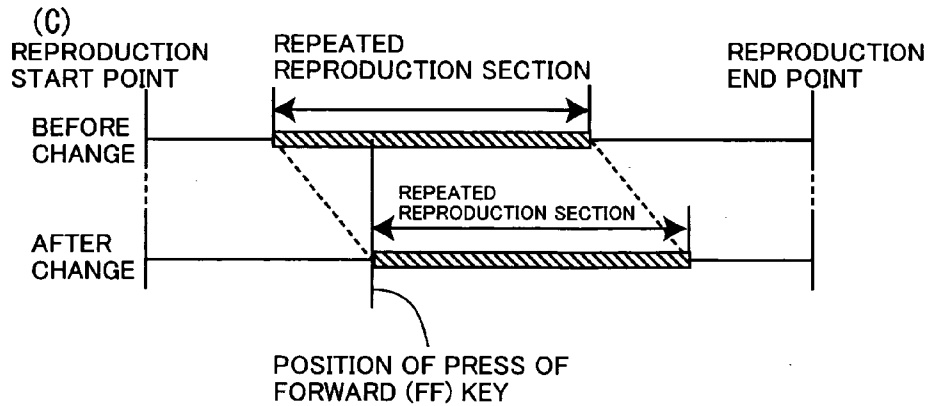 (C)
REPRODUCTION
START POINT
REPEATED
REPRODUCTION SECTION
REPRODUCTION
END POINT
BEFORE
CHANGE
REPEATED
REPRODUCTION SECTION
AFTER
CHANGE
POSITION OF PRESS OF
FORWARD (FF) KEY